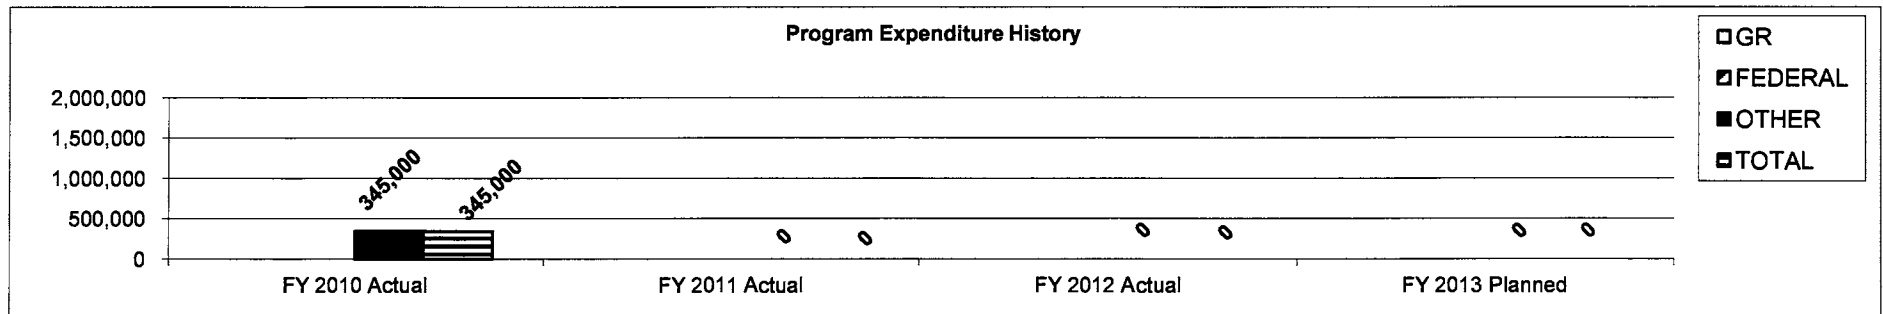 Program Expenditure History
GR
FEDERAL
OTHER
TOTAL
2,000,000
1,500,000
1,000,000
500,000
0
345,000
345,000
0
0
0
0
0
0
FY 2010 Actual
FY 2011 Actual
FY 2012 Actual
FY 2013 Planned